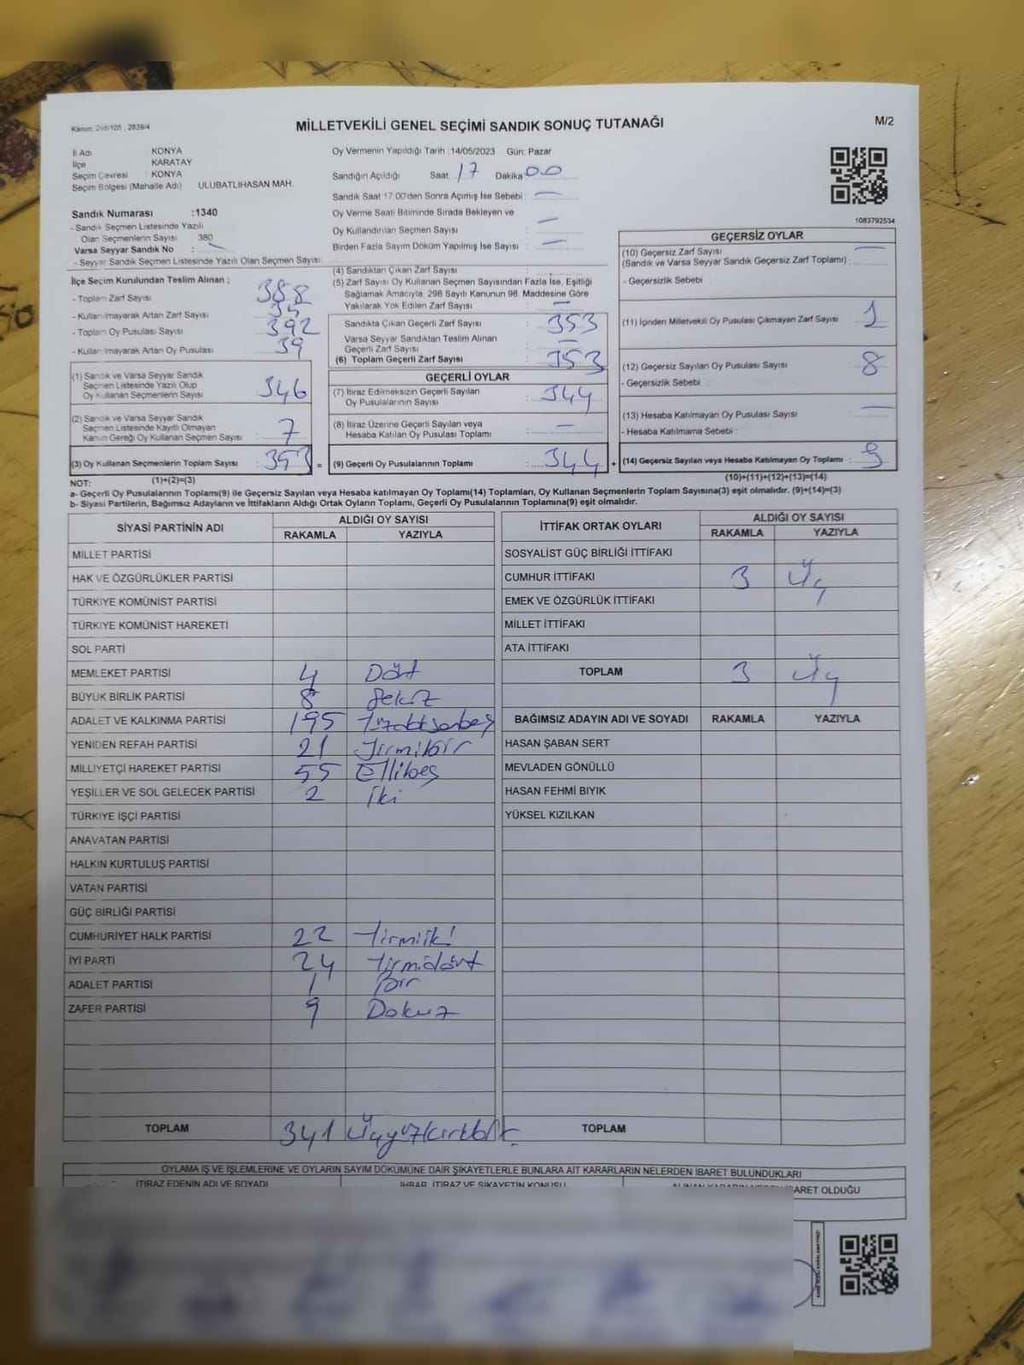 Kanun: 298/105 , 2839/4
MİLLETVEKİLİ GENEL SEÇİMİ SANDIK SONUÇ TUTANAĞI
M/2
İl Adı KONYA
İlçe KARATAY
Seçim Çevresi : KONYA
Seçim Bölgesi (Mahalle Adı) ULUBATLIHASAN MAH.
Sandık Numarası :1340
- Sandık Seçmen Listesinde Yazılı
Olan Seçmenlerin Sayısı 380
Varsa Seyyar Sandık No :
- Seyyar Sandık Seçmen Listesinde Yazılı Olan Seçmen Sayısı
Oy Vermenin Yapıldığı Tarih :14/05/2023 Gün: Pazar
Sandığın Açıldığı Saat 17 Dakika 00
Sandık Saat 17.00'den Sonra Açılmış İse Sebebi : —
Oy Verme Saati Bitiminde Sırada Bekleyen ve
Oy Kullandırılan Seçmen Sayısı : —
Birden Fazla Sayım Döküm Yapılmış İse Sayısı : —
1083792534
İlçe Seçim Kurulundan Teslim Alınan ;
- Toplam Zarf Sayısı 388
- Kullanılmayarak Artan Zarf Sayısı 35
- Toplam Oy Pusulası Sayısı 392
- Kullanılmayarak Artan Oy Pusulası 39
(1) Sandık ve Varsa Seyyar Sandık
Seçmen Listesinde Yazılı Olup
Oy Kullanan Seçmenlerin Sayısı 346
(2) Sandık ve Varsa Seyyar Sandık
Seçmen Listesinde Kayıtlı Olmayan
Kanun Gereği Oy Kullanan Seçmen Sayısı 7
(3) Oy Kullanan Seçmenlerin Toplam Sayısı 353 =
(1)+(2)=(3)
(4) Sandıktan Çıkan Zarf Sayısı :
(5) Zarf Sayısı Oy Kullanan Seçmen Sayısından Fazla İse, Eşitliği
Sağlamak Amacıyla, 298 Sayılı Kanunun 98. Maddesine Göre
Yakılarak Yok Edilen Zarf Sayısı : —
Sandıkta Çıkan Geçerli Zarf Sayısı : 353
Varsa Seyyar Sandıktan Teslim Alınan
Geçerli Zarf Sayısı : —
(6) Toplam Geçerli Zarf Sayısı : 353
GEÇERLİ OYLAR
(7) İtiraz Edilmeksizin Geçerli Sayılan
Oy Pusulalarının Sayısı : 344
(8) İtiraz Üzerine Geçerli Sayılan veya
Hesaba Katılan Oy Pusulası Toplamı : —
(9) Geçerli Oy Pusulalarının Toplamı : 344 +
GEÇERSİZ OYLAR
(10) Geçersiz Zarf Sayısı
(Sandık ve Varsa Seyyar Sandık Geçersiz Zarf Toplamı) : —
- Geçersizlik Sebebi
(11) İçinden Milletvekili Oy Pusulası Çıkmayan Zarf Sayısı : 1
(12) Geçersiz Sayılan Oy Pusulası Sayısı : 8
- Geçersizlik Sebebi
(13) Hesaba Katılmayan Oy Pusulası Sayısı : —
- Hesaba Katılmama Sebebi :
(14) Geçersiz Sayılan veya Hesaba Katılmayan Oy Toplamı : 9
(10)+(11)+(12)+(13)=(14)
NOT:
a- Geçerli Oy Pusulalarının Toplamı(9) ile Geçersiz Sayılan veya Hesaba katılmayan Oy Toplamı(14) Toplamları, Oy Kullanan Seçmenlerin Toplam Sayısına(3) eşit olmalıdır. (9)+(14)=(3)
b- Siyasi Partilerin, Bağımsız Adayların ve İttifakların Aldığı Ortak Oyların Toplamı, Geçerli Oy Pusulalarının Toplamına(9) eşit olmalıdır.
SİYASİ PARTİNİN ADI ALDIĞI OY SAYISI
RAKAMLA YAZIYLA
MİLLET PARTİSİ
HAK VE ÖZGÜRLÜKLER PARTİSİ
TÜRKİYE KOMÜNİST PARTİSİ
TÜRKİYE KOMÜNİST HAREKETİ
SOL PARTİ
MEMLEKET PARTİSİ 4 Dört
BÜYÜK BİRLİK PARTİSİ 8 Sekiz
ADALET VE KALKINMA PARTİSİ 195 Yüzdoksanbeş
YENİDEN REFAH PARTİSİ 21 Yirmibir
MİLLİYETÇİ HAREKET PARTİSİ 55 Ellibeş
YEŞİLLER VE SOL GELECEK PARTİSİ 2 İki
TÜRKİYE İŞÇİ PARTİSİ
ANAVATAN PARTİSİ
HALKIN KURTULUŞ PARTİSİ
VATAN PARTİSİ
GÜÇ BİRLİĞİ PARTİSİ
CUMHURİYET HALK PARTİSİ 22 Yirmiiki
İYİ PARTİ 24 Yirmidört
ADALET PARTİSİ 1 Bir
ZAFER PARTİSİ 9 Dokuz
TOPLAM 341 Üçyüzkırkbir
İTTİFAK ORTAK OYLARI ALDIĞI OY SAYISI
RAKAMLA YAZIYLA
SOSYALİST GÜÇ BİRLİĞİ İTTİFAKI
CUMHUR İTTİFAKI 3 Üç
EMEK VE ÖZGÜRLÜK İTTİFAKI
MİLLET İTTİFAKI
ATA İTTİFAKI
TOPLAM 3 Üç
BAĞIMSIZ ADAYIN ADI VE SOYADI RAKAMLA YAZIYLA
HASAN ŞABAN SERT
MEVLADEN GÖNÜLLÜ
HASAN FEHMİ BIYIK
YÜKSEL KIZILKAN
TOPLAM
OYLAMA İŞ VE İŞLEMLERİNE VE OYLARIN SAYIM DÖKÜMÜNE DAİR ŞİKAYETLERLE BUNLARA AİT KARARLARIN NELERDEN İBARET BULUNDUKLARI
İTİRAZ EDENİN ADI VE SOYADI İHBAR, İTİRAZ VE ŞİKAYETİN KONUSU ALINAN KARARIN NEDEN İBARET OLDUĞU